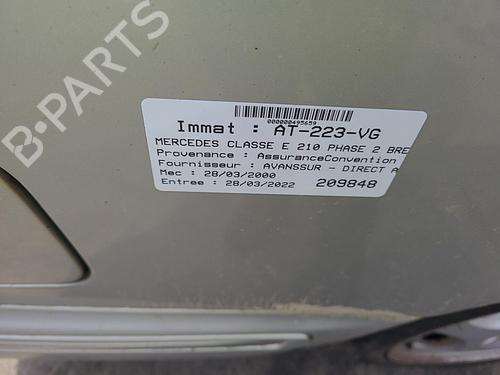 B-PARTS
000000495659
Immat : AT-223-VG
MERCEDES CLASSE E 210 PHASE 2 BRE
Provenance : AssuranceConvention
Fournisseur : AVANSSUR - DIRECT A
Mec : 28/03/2000
Entree : 28/03/2022 209848